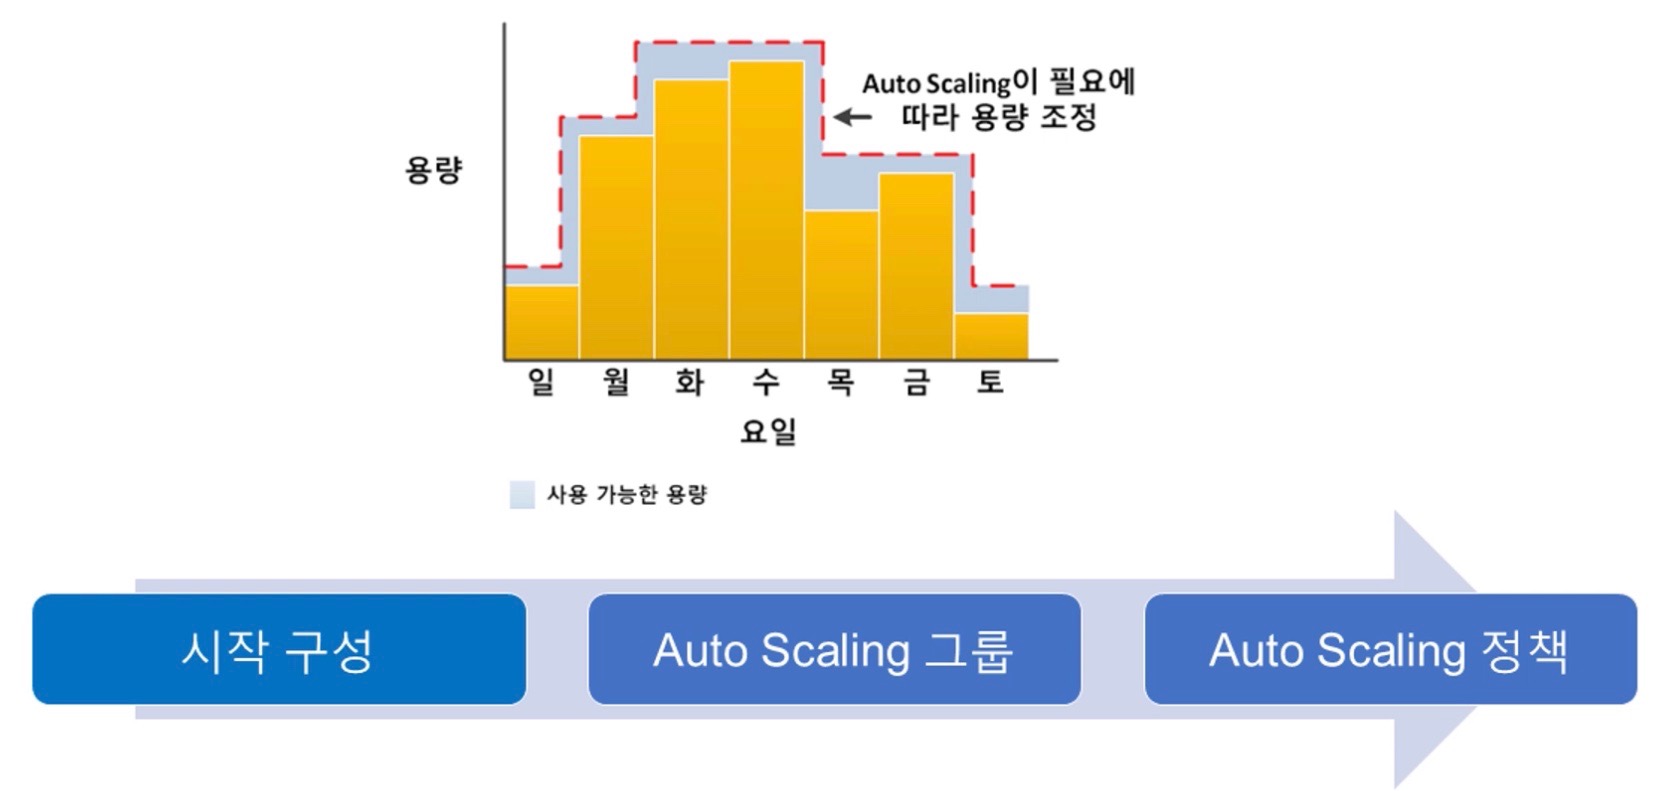 Auto Scaling이 필요에
따라 용량 조정
용량
일 월 화 수 목 금 토
요일
사용 가능한 용량
시작 구성
Auto Scaling 그룹
Auto Scaling 정책